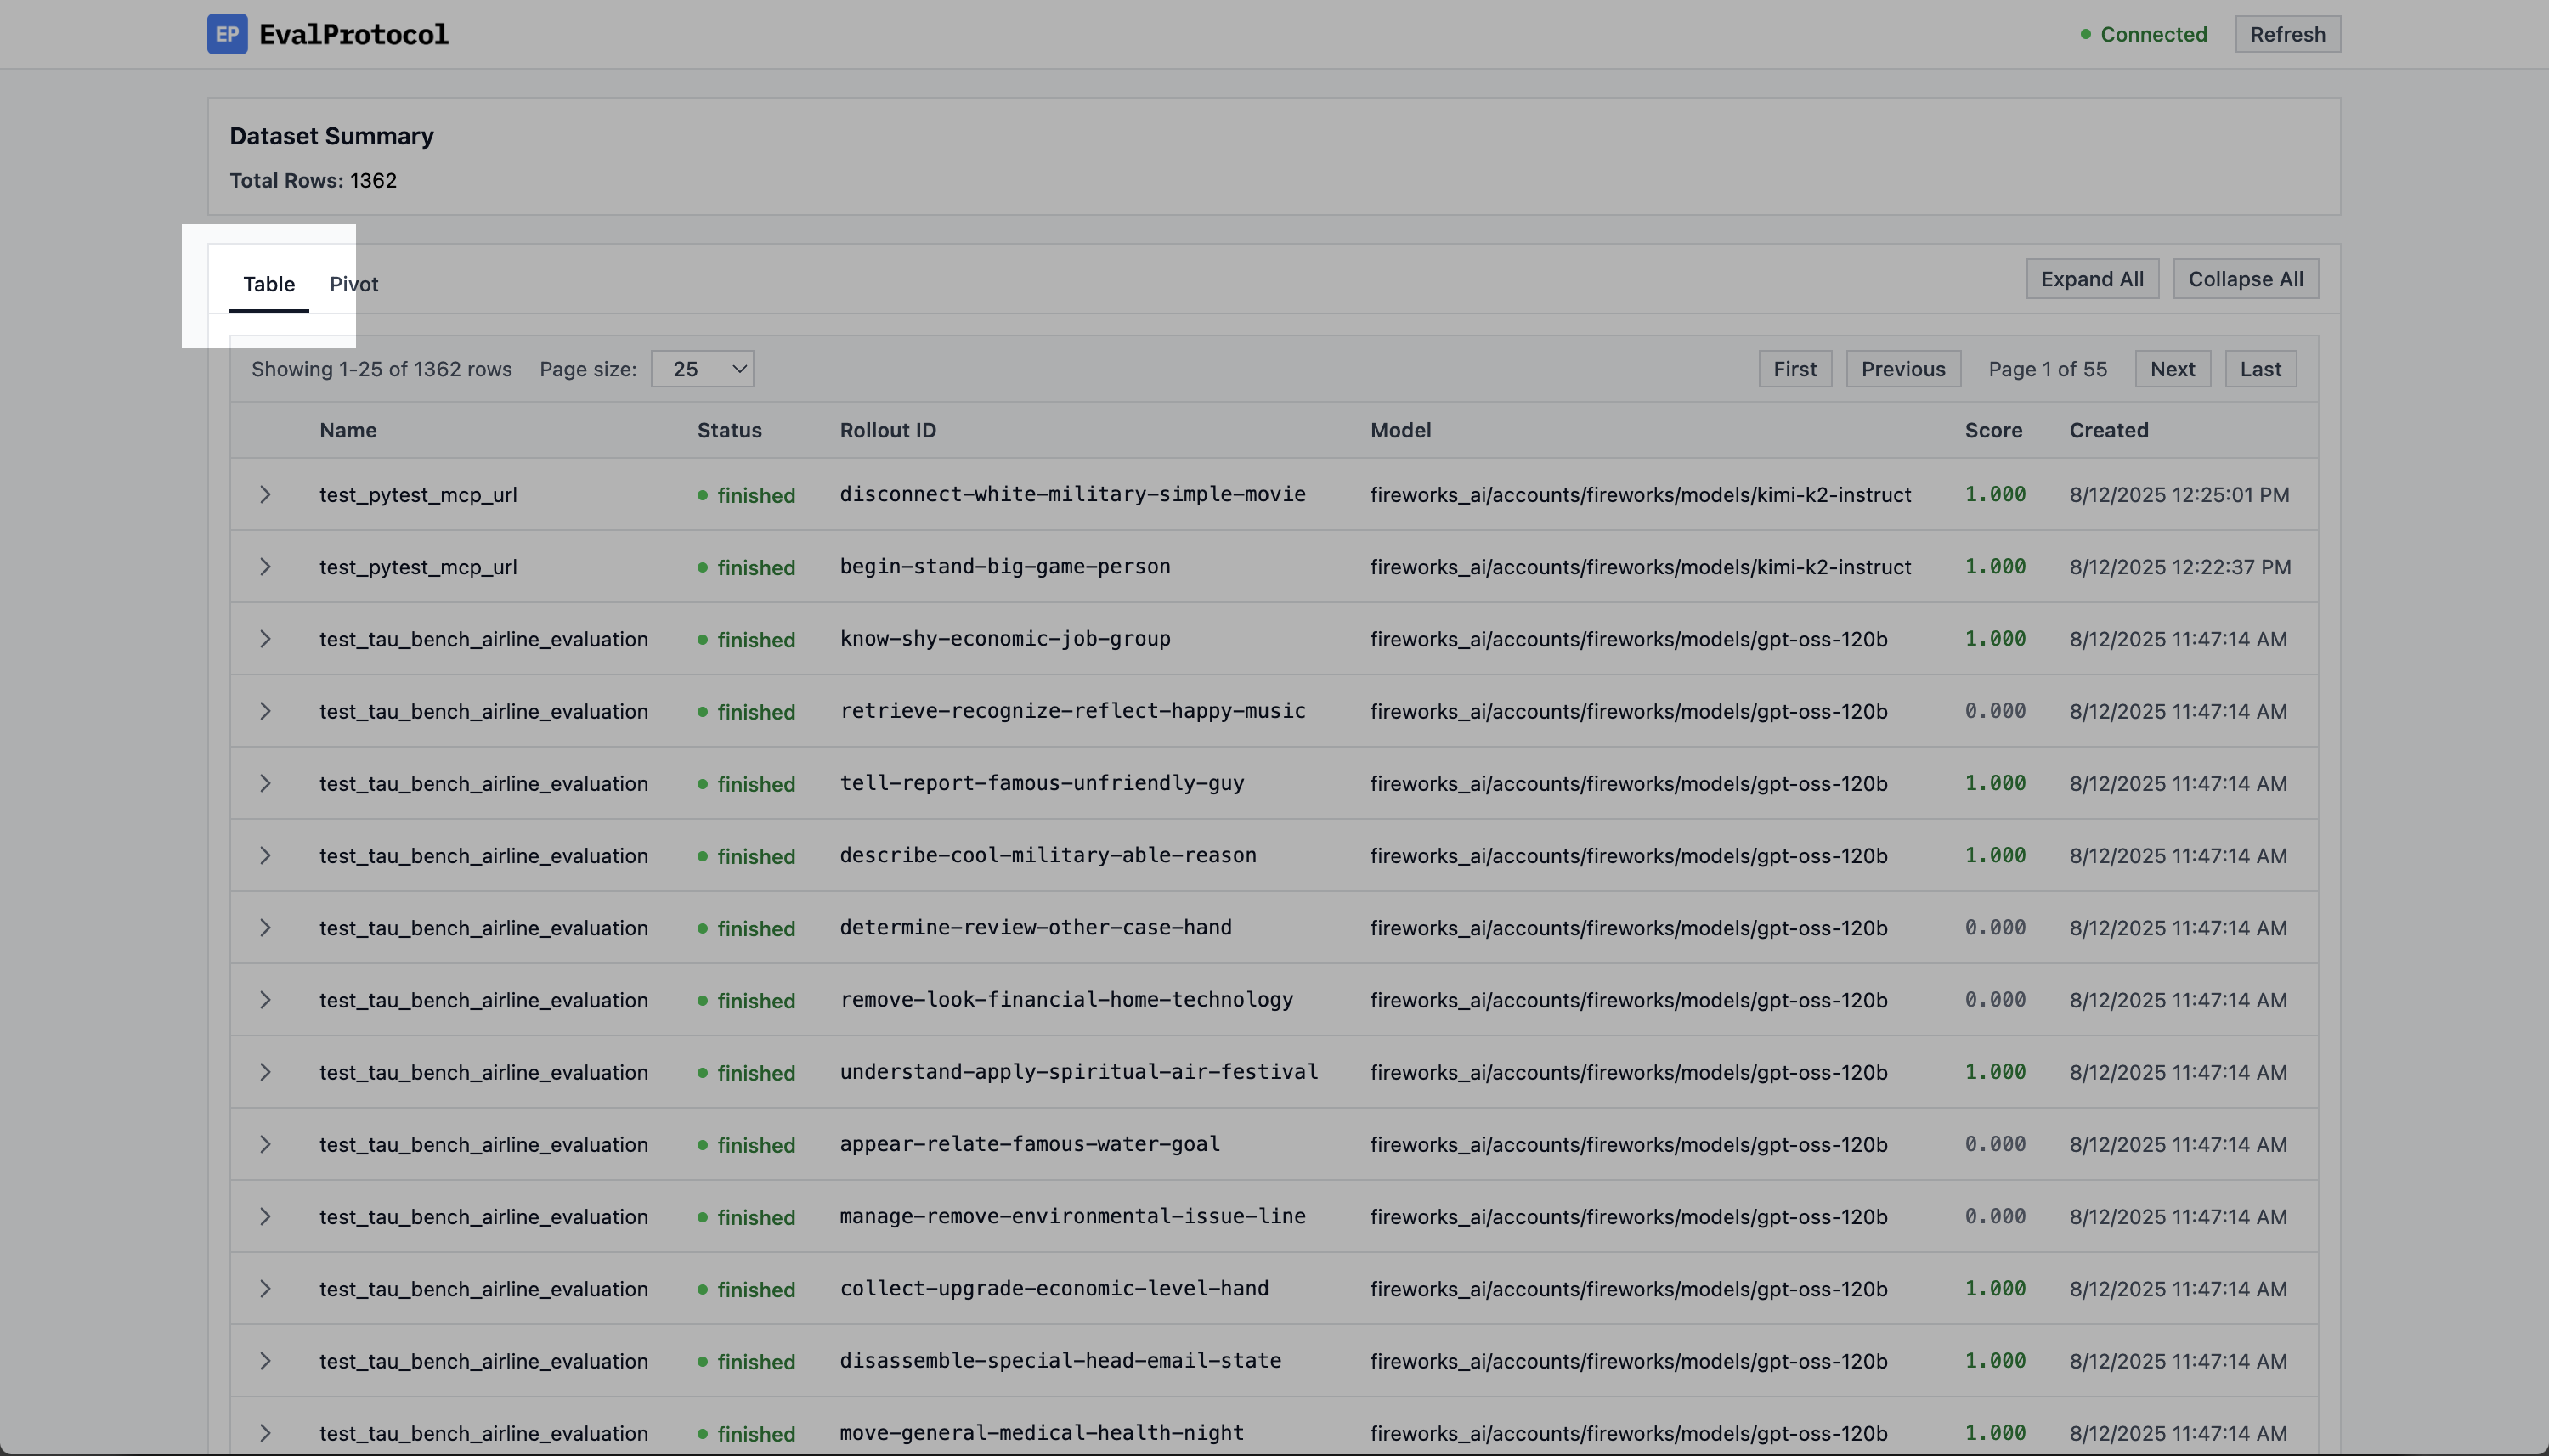 EP EvalProtocol Connected Refresh
Dataset Summary
Total Rows: 1362
Table Pivot Expand All Collapse All
Showing 1-25 of 1362 rows Page size: 25 First Previous Page 1 of 55 Next Last
Name Status Rollout ID Model Score Created
test_pytest_mcp_url finished disconnect-white-military-simple-movie fireworks_ai/accounts/fireworks/models/kimi-k2-instruct 1.000 8/12/2025 12:25:01 PM
test_pytest_mcp_url finished begin-stand-big-game-person fireworks_ai/accounts/fireworks/models/kimi-k2-instruct 1.000 8/12/2025 12:22:37 PM
test_tau_bench_airline_evaluation finished know-shy-economic-job-group fireworks_ai/accounts/fireworks/models/gpt-oss-120b 1.000 8/12/2025 11:47:14 AM
test_tau_bench_airline_evaluation finished retrieve-recognize-reflect-happy-music fireworks_ai/accounts/fireworks/models/gpt-oss-120b 0.000 8/12/2025 11:47:14 AM
test_tau_bench_airline_evaluation finished tell-report-famous-unfriendly-guy fireworks_ai/accounts/fireworks/models/gpt-oss-120b 1.000 8/12/2025 11:47:14 AM
test_tau_bench_airline_evaluation finished describe-cool-military-able-reason fireworks_ai/accounts/fireworks/models/gpt-oss-120b 1.000 8/12/2025 11:47:14 AM
test_tau_bench_airline_evaluation finished determine-review-other-case-hand fireworks_ai/accounts/fireworks/models/gpt-oss-120b 0.000 8/12/2025 11:47:14 AM
test_tau_bench_airline_evaluation finished remove-look-financial-home-technology fireworks_ai/accounts/fireworks/models/gpt-oss-120b 0.000 8/12/2025 11:47:14 AM
test_tau_bench_airline_evaluation finished understand-apply-spiritual-air-festival fireworks_ai/accounts/fireworks/models/gpt-oss-120b 1.000 8/12/2025 11:47:14 AM
test_tau_bench_airline_evaluation finished appear-relate-famous-water-goal fireworks_ai/accounts/fireworks/models/gpt-oss-120b 0.000 8/12/2025 11:47:14 AM
test_tau_bench_airline_evaluation finished manage-remove-environmental-issue-line fireworks_ai/accounts/fireworks/models/gpt-oss-120b 0.000 8/12/2025 11:47:14 AM
test_tau_bench_airline_evaluation finished collect-upgrade-economic-level-hand fireworks_ai/accounts/fireworks/models/gpt-oss-120b 1.000 8/12/2025 11:47:14 AM
test_tau_bench_airline_evaluation finished disassemble-special-head-email-state fireworks_ai/accounts/fireworks/models/gpt-oss-120b 1.000 8/12/2025 11:47:14 AM
test_tau_bench_airline_evaluation finished move-general-medical-health-night fireworks_ai/accounts/fireworks/models/gpt-oss-120b 1.000 8/12/2025 11:47:14 AM